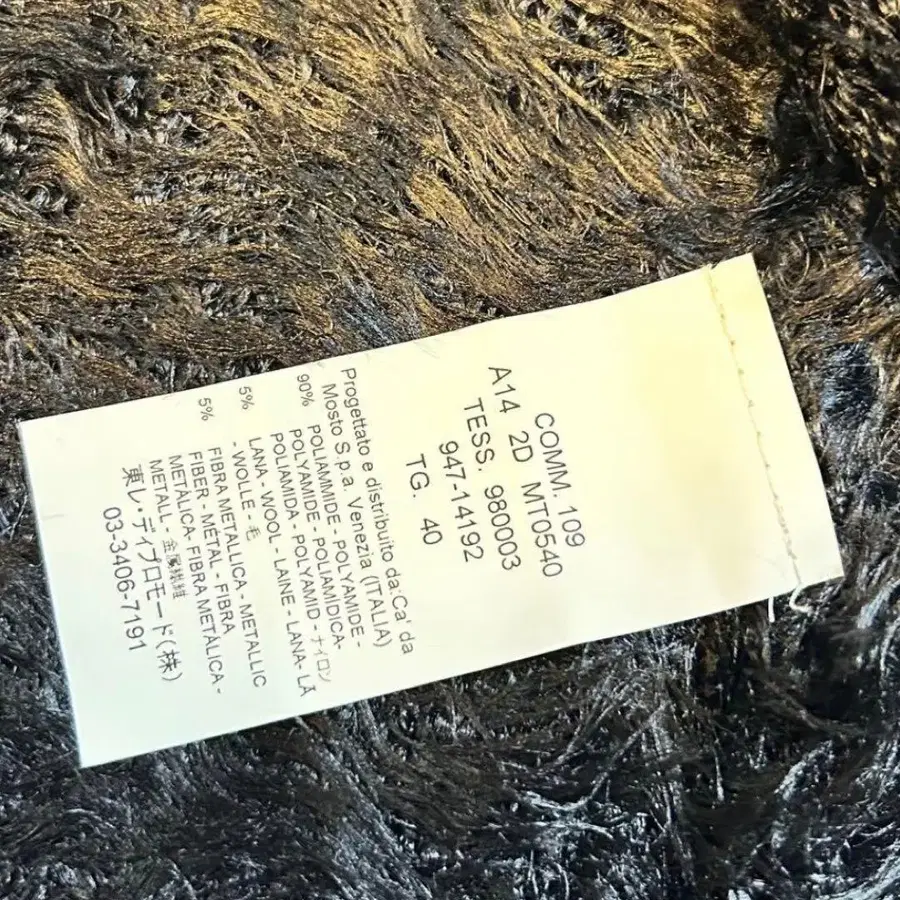 COMM. 109
A14 2D MT0540
TESS. 980003
947-14192
TG. 40
Progettato e distribuito da:Ca' da
Mosto S.p.a. Venezia (ITALIA)
90% POLIAMMIDE - POLYAMIDE -
POLYAMIDE - POLIAMIDICA-
POLIAMIDA - POLYAMID - ナイロン
5% LANA - WOOL - LAINE - LANA- LÃ
- WOLLE - 毛
5% FIBRA METALLICA - METALLIC
FIBER - MÉTAL - FIBRA
METÁLICA- FIBRA METÁLICA -
METALL - 金属繊維
東レ・ディプロモード(株)
03-3406-7191